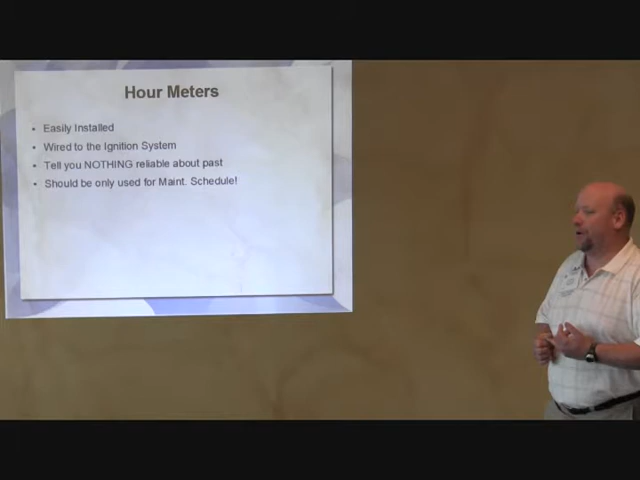 Hour Meters
• Easily Installed
• Wired to the Ignition System
• Tell you NOTHING reliable about past
• Should be only used for Maint. Schedule!